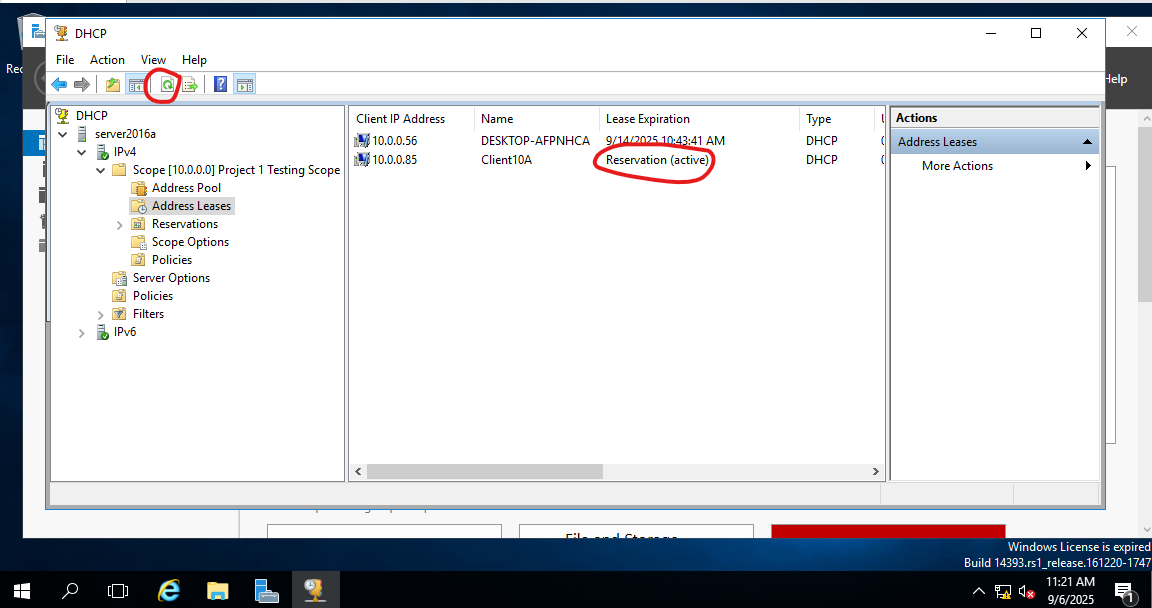 DHCP
File Action View Help
Help
DHCP
server2016a
IPv4
Scope [10.0.0.0] Project 1 Testing Scope
Address Pool
Address Leases
Reservations
Scope Options
Policies
Server Options
Policies
Filters
IPv6
Client IP Address Name Lease Expiration Type
10.0.0.56 DESKTOP-AFPNHCA 9/14/2025 10:43:41 AM DHCP
10.0.0.85 Client10A Reservation (active) DHCP
Actions
Address Leases
More Actions
File and Storage
Windows License is expired
Build 14393.rs1_release.161220-1747
11:21 AM
9/6/2025
1